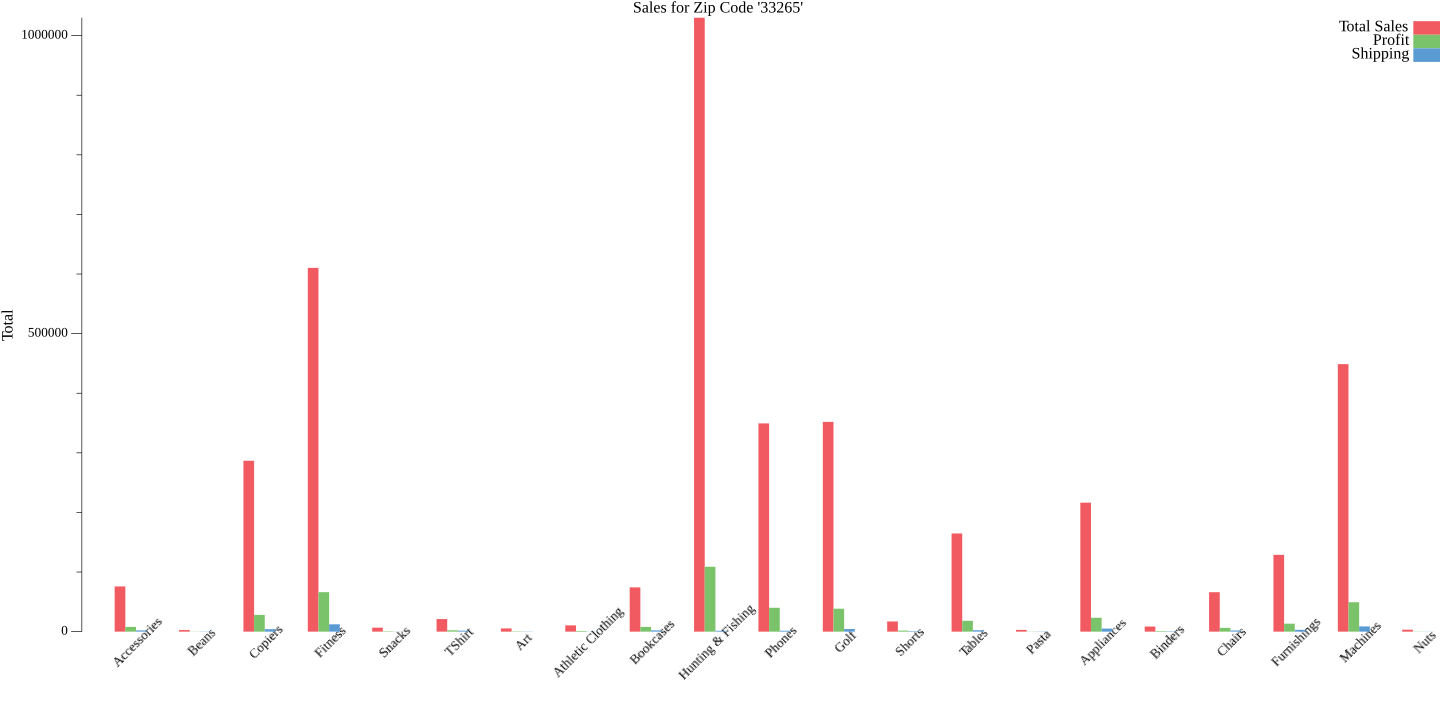 Sales for Zip Code '33265'
Total Sales
Profit
Shipping
Total
1000000
500000
0
Accessories
Beans
Copiers
Fitness
Snacks
TShirt
Art
Athletic Clothing
Bookcases
Hunting & Fishing
Phones
Golf
Shorts
Tables
Pasta
Appliances
Binders
Chairs
Furnishings
Machines
Nuts